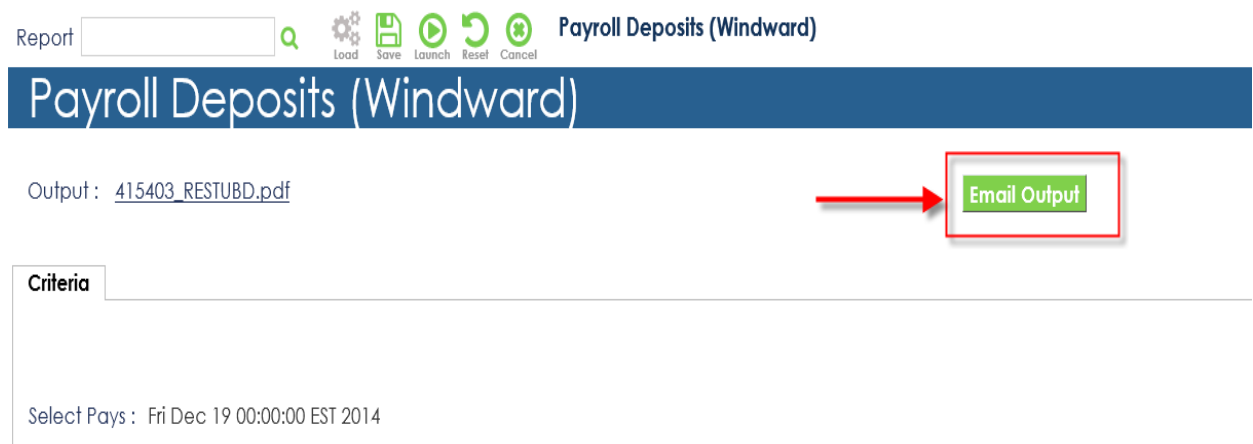 Report
Load Save Launch Reset Cancel
Payroll Deposits (Windward)
Payroll Deposits (Windward)
Output : 415403_RESTUBD.pdf
Email Output
Criteria
Select Pays : Fri Dec 19 00:00:00 EST 2014